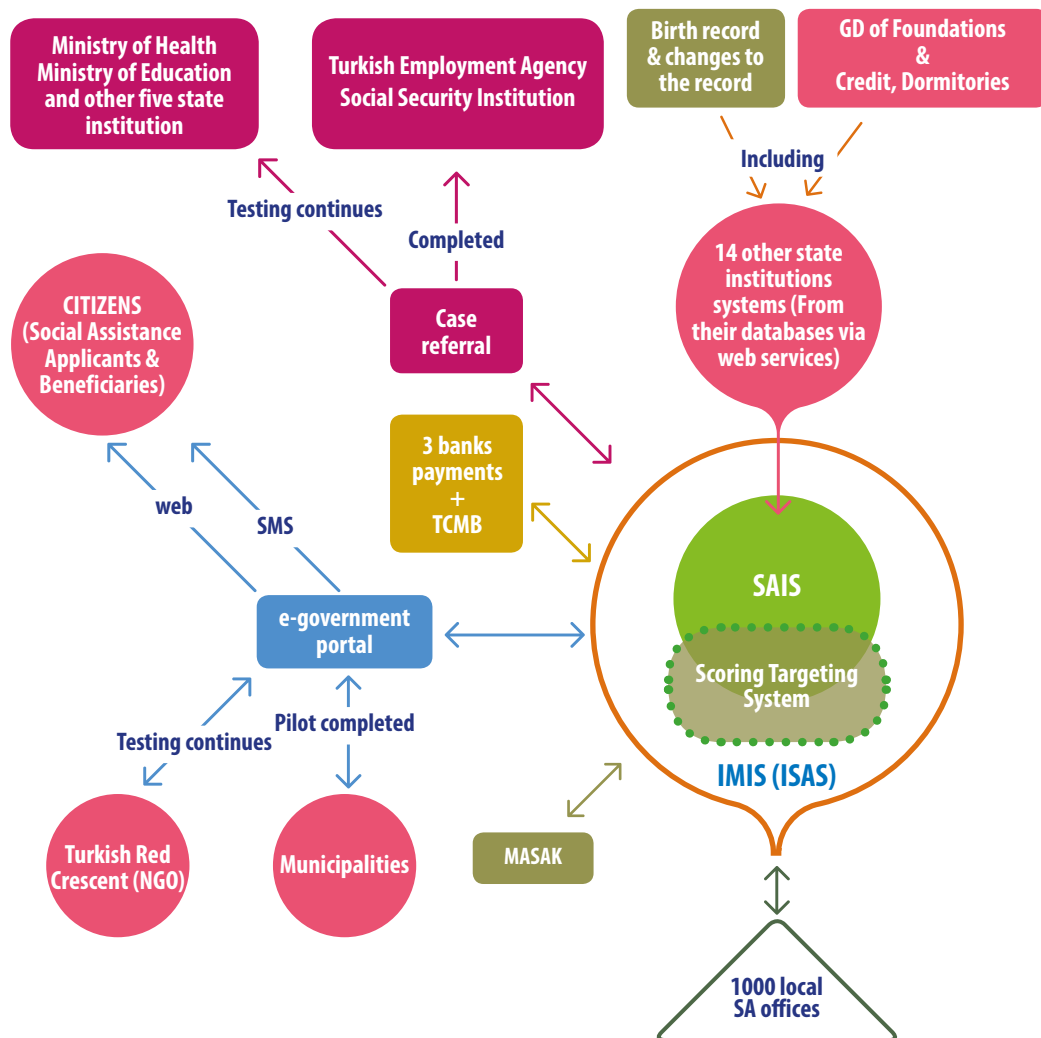 Ministry of Health
Ministry of Education
and other five state
institution
Turkish Employment Agency
Social Security Institution
Birth record
& changes to
the record
GD of Foundations
&
Credit, Dormitories
Including
Testing continues
Completed
14 other state
institutions
systems (From
their databases via
web services)
CITIZENS
(Social Assistance
Applicants &
Beneficiaries)
Case
referral
3 banks
payments
+
TCMB
web
SMS
SAIS
e-government
portal
Scoring Targeting
System
Testing continues
Pilot completed
IMIS (ISAS)
Turkish Red
Crescent (NGO)
Municipalities
MASAK
1000 local
SA offices